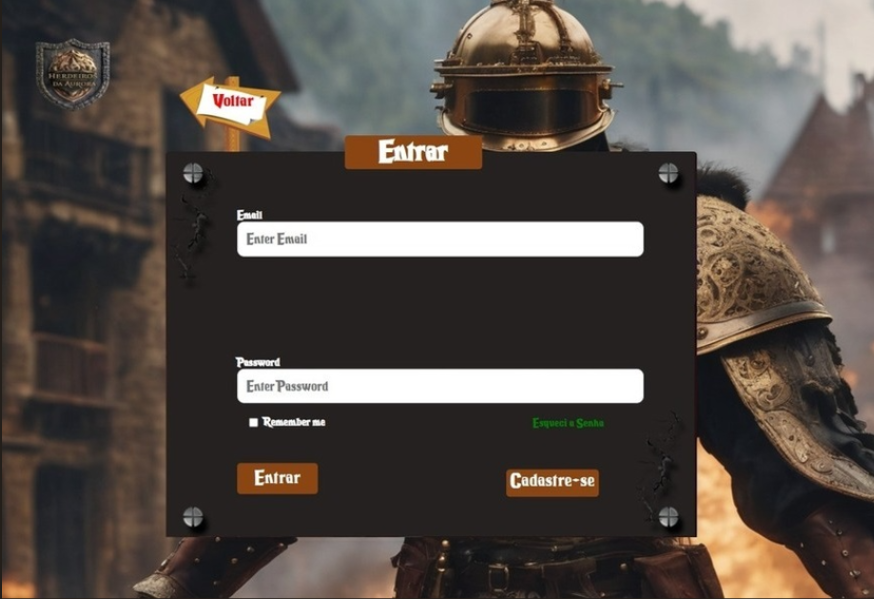 HERDEIROS
DA AURORA
Voltar
Entrar
Email
Enter Email
Password
Enter Password
Remember me
Esqueci a Senha
Entrar
Cadastre-se